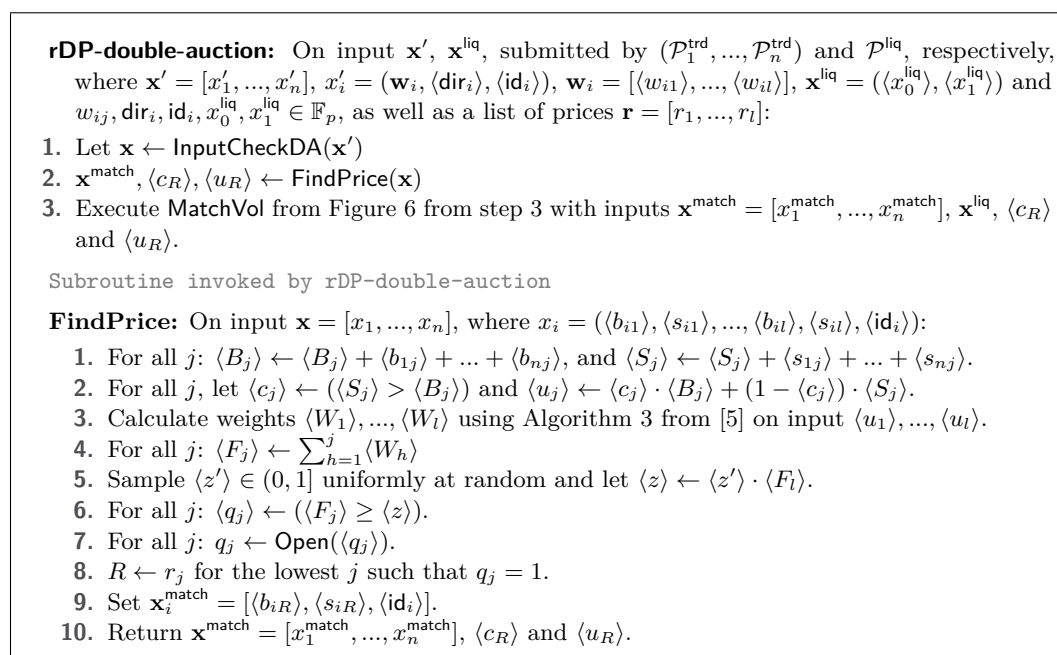 rDP-double-auction: On input x′, x^liq, submitted by (P_1^trd, ..., P_n^trd) and P^liq, respectively,
where x′ = [x′_1, ..., x′_n], x′_i = (w_i, ⟨dir_i⟩, ⟨id_i⟩), w_i = [⟨w_i1⟩, ..., ⟨w_il⟩], x^liq = (⟨x_0^liq⟩, ⟨x_1^liq⟩) and
w_ij, dir_i, id_i, x_0^liq, x_1^liq ∈ F_p, as well as a list of prices r = [r_1, ..., r_l]:
1. Let x ← InputCheckDA(x′)
2. x^match, ⟨c_R⟩, ⟨u_R⟩ ← FindPrice(x)
3. Execute MatchVol from Figure 6 from step 3 with inputs x^match = [x_1^match, ..., x_n^match], x^liq, ⟨c_R⟩
and ⟨u_R⟩.
Subroutine invoked by rDP-double-auction
FindPrice: On input x = [x_1, ..., x_n], where x_i = (⟨b_i1⟩, ⟨s_i1⟩, ..., ⟨b_il⟩, ⟨s_il⟩, ⟨id_i⟩):
1. For all j: ⟨B_j⟩ ← ⟨B_j⟩ + ⟨b_1j⟩ + ... + ⟨b_nj⟩, and ⟨S_j⟩ ← ⟨S_j⟩ + ⟨s_1j⟩ + ... + ⟨s_nj⟩.
2. For all j, let ⟨c_j⟩ ← (⟨S_j⟩ > ⟨B_j⟩) and ⟨u_j⟩ ← ⟨c_j⟩ · ⟨B_j⟩ + (1 − ⟨c_j⟩) · ⟨S_j⟩.
3. Calculate weights ⟨W_1⟩, ..., ⟨W_l⟩ using Algorithm 3 from [5] on input ⟨u_1⟩, ..., ⟨u_l⟩.
4. For all j: ⟨F_j⟩ ← ∑_{h=1}^j ⟨W_h⟩
5. Sample ⟨z′⟩ ∈ (0, 1] uniformly at random and let ⟨z⟩ ← ⟨z′⟩ · ⟨F_l⟩.
6. For all j: ⟨q_j⟩ ← (⟨F_j⟩ ≥ ⟨z⟩).
7. For all j: q_j ← Open(⟨q_j⟩).
8. R ← r_j for the lowest j such that q_j = 1.
9. Set x_i^match = [⟨b_iR⟩, ⟨s_iR⟩, ⟨id_i⟩].
10. Return x^match = [x_1^match, ..., x_n^match], ⟨c_R⟩ and ⟨u_R⟩.